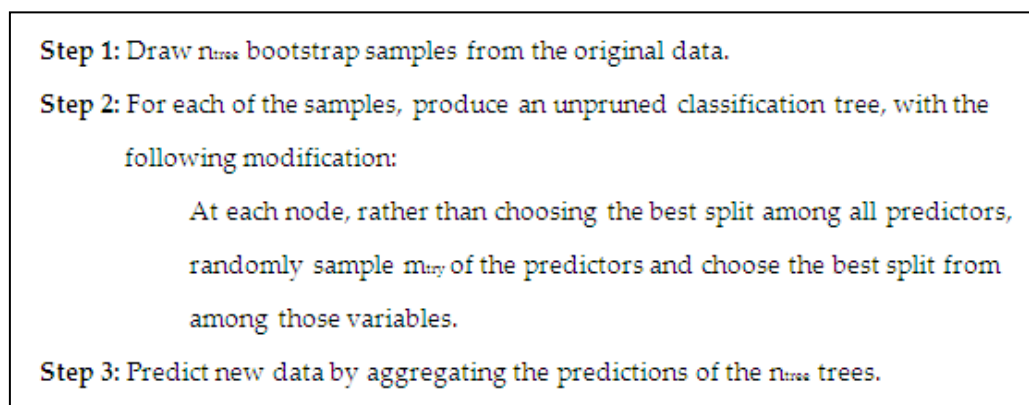 Step 1: Draw ntree bootstrap samples from the original data.
Step 2: For each of the samples, produce an unpruned classification tree, with the
following modification:
At each node, rather than choosing the best split among all predictors,
randomly sample mtry of the predictors and choose the best split from
among those variables.
Step 3: Predict new data by aggregating the predictions of the ntree trees.